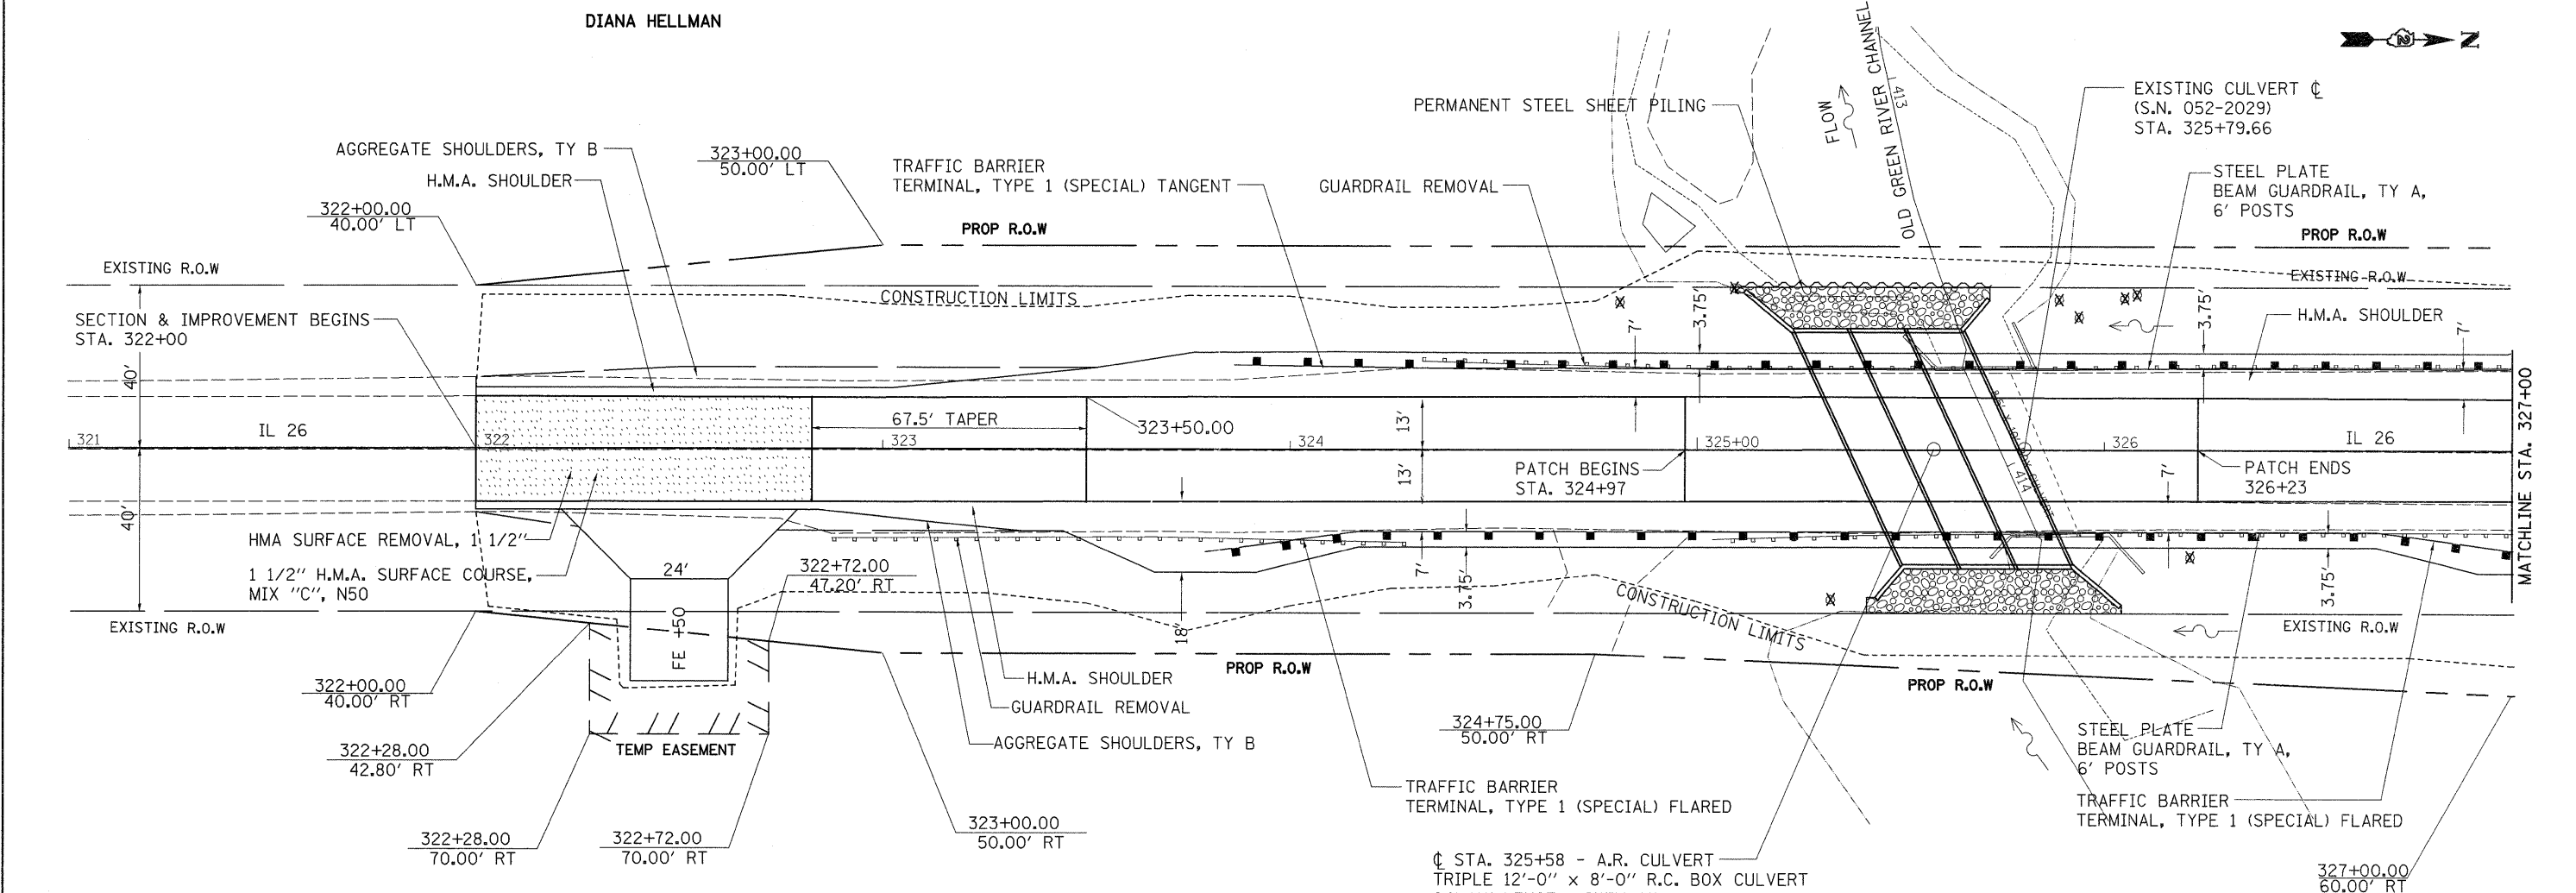 DIANA HELLMAN
N
EXISTING CULVERT ℄
(S.N. 052-2029)
STA. 325+79.66
PERMANENT STEEL SHEET PILING
FLOW
OLD GREEN RIVER CHANNEL
413
AGGREGATE SHOULDERS, TY B
H.M.A. SHOULDER
323+00.00
50.00' LT
TRAFFIC BARRIER
TERMINAL, TYPE 1 (SPECIAL) TANGENT
GUARDRAIL REMOVAL
STEEL PLATE
BEAM GUARDRAIL, TY A,
6' POSTS
322+00.00
40.00' LT
PROP R.O.W
PROP R.O.W
EXISTING R.O.W
EXISTING R.O.W
CONSTRUCTION LIMITS
SECTION & IMPROVEMENT BEGINS
STA. 322+00
7'
3.75'
3.75'
H.M.A. SHOULDER
7'
40'
67.5' TAPER
323+50.00
13'
321
IL 26
322
323
324
325+00
326
IL 26
13'
PATCH BEGINS
STA. 324+97
414
7'
PATCH ENDS
326+23
MATCHLINE STA. 327+00
40'
HMA SURFACE REMOVAL, 1 1/2"
1 1/2" H.M.A. SURFACE COURSE,
MIX "C", N50
24'
322+72.00
47.20' RT
7'
3.75'
3.75'
18'
CONSTRUCTION LIMITS
EXISTING R.O.W
EXISTING R.O.W
FE +50
PROP R.O.W
PROP R.O.W
322+00.00
40.00' RT
H.M.A. SHOULDER
GUARDRAIL REMOVAL
AGGREGATE SHOULDERS, TY B
324+75.00
50.00' RT
322+28.00
42.80' RT
TEMP EASEMENT
STEEL PLATE
BEAM GUARDRAIL, TY A,
6' POSTS
TRAFFIC BARRIER
TERMINAL, TYPE 1 (SPECIAL) FLARED
TRAFFIC BARRIER
TERMINAL, TYPE 1 (SPECIAL) FLARED
322+28.00
70.00' RT
322+72.00
70.00' RT
323+00.00
50.00' RT
℄ STA. 325+58 - A.R. CULVERT
TRIPLE 12'-0" x 8'-0" R.C. BOX CULVERT
327+00.00
60.00' RT